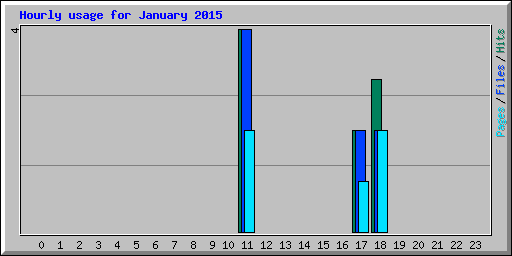 Hourly usage for January 2015
4
Pages/Files/Hits
0 1 2 3 4 5 6 7 8 9 10 11 12 13 14 15 16 17 18 19 20 21 22 23